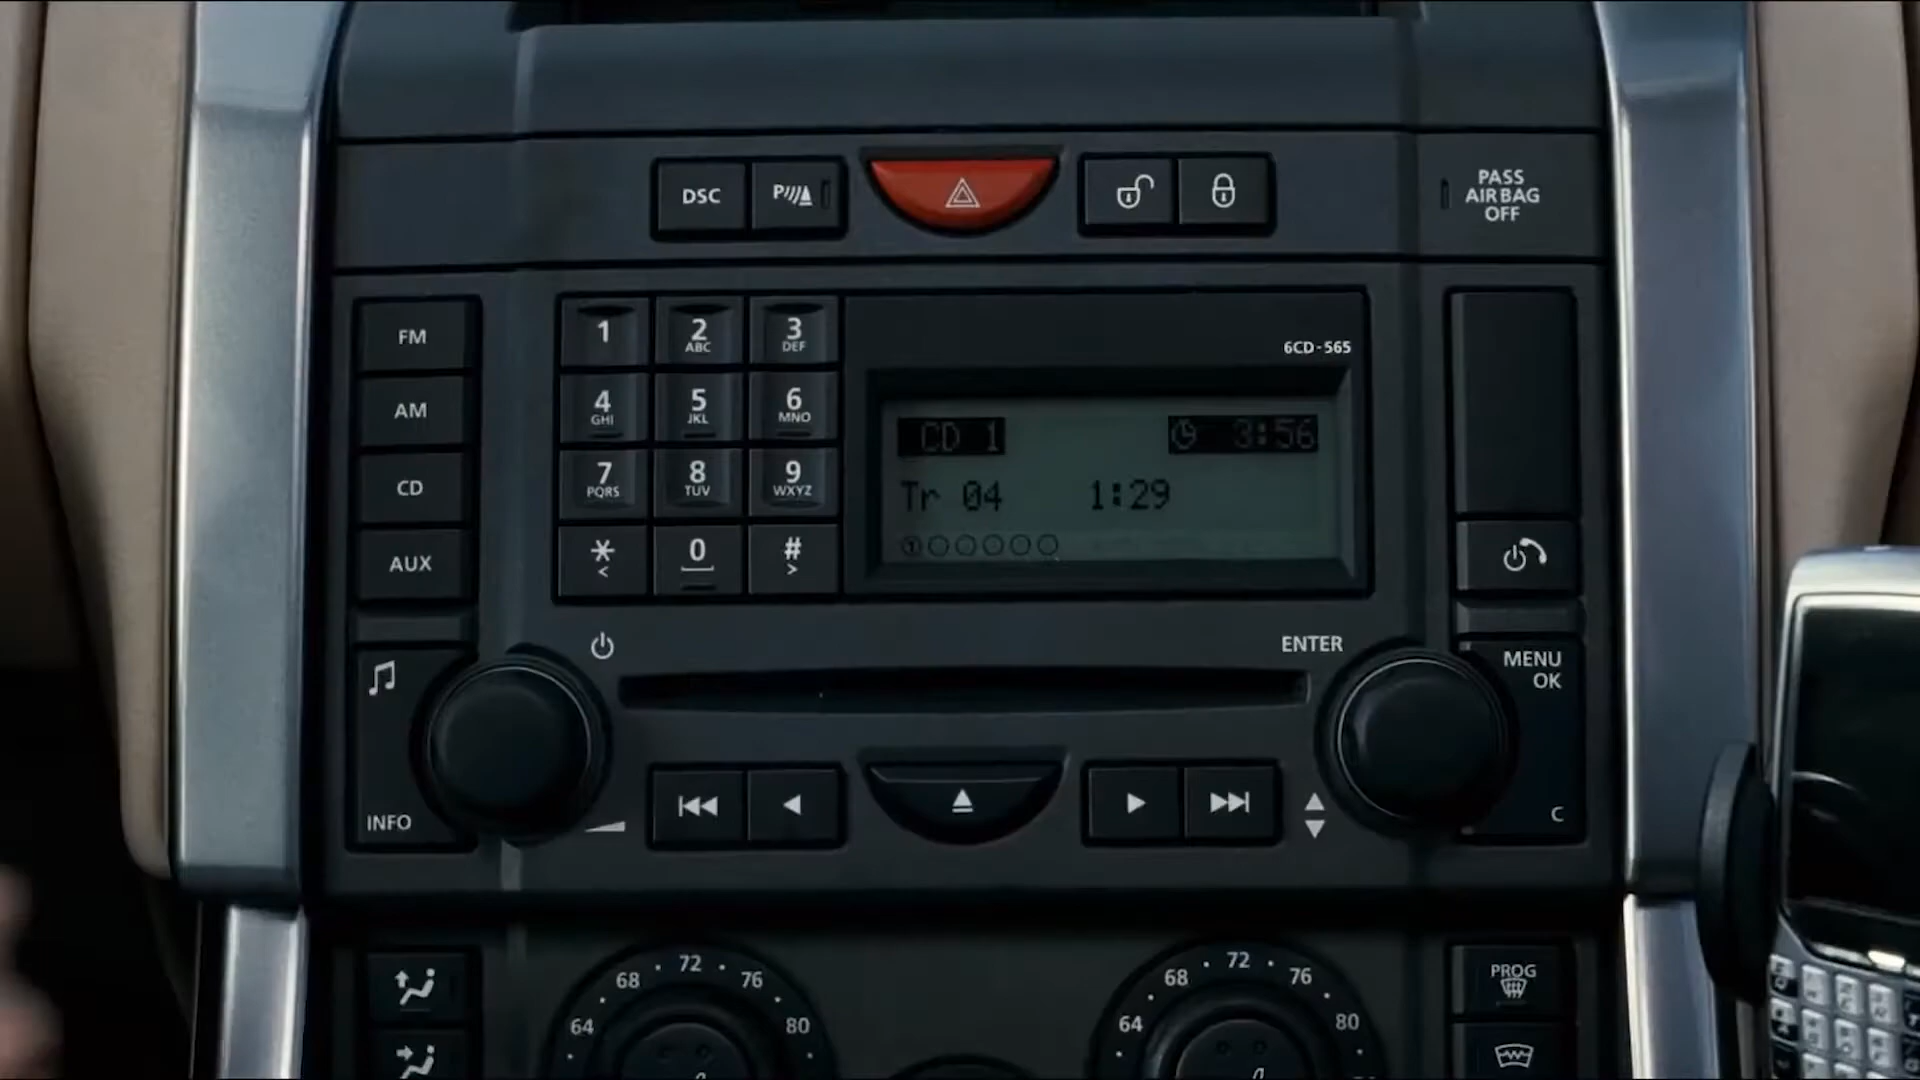 DSC
P
PASS
AIRBAG
OFF
FM
AM
CD
AUX
1
2
ABC
3
DEF
4
GHI
5
JKL
6
MNO
7
PQRS
8
TUV
9
WXYZ
*
<
0
#
>
6CD-565
CD 1 3:56
Tr 04 1:29
1
ENTER
MENU
OK
INFO
C
64 68 72 76 80
64 68 72 76 80
PROG